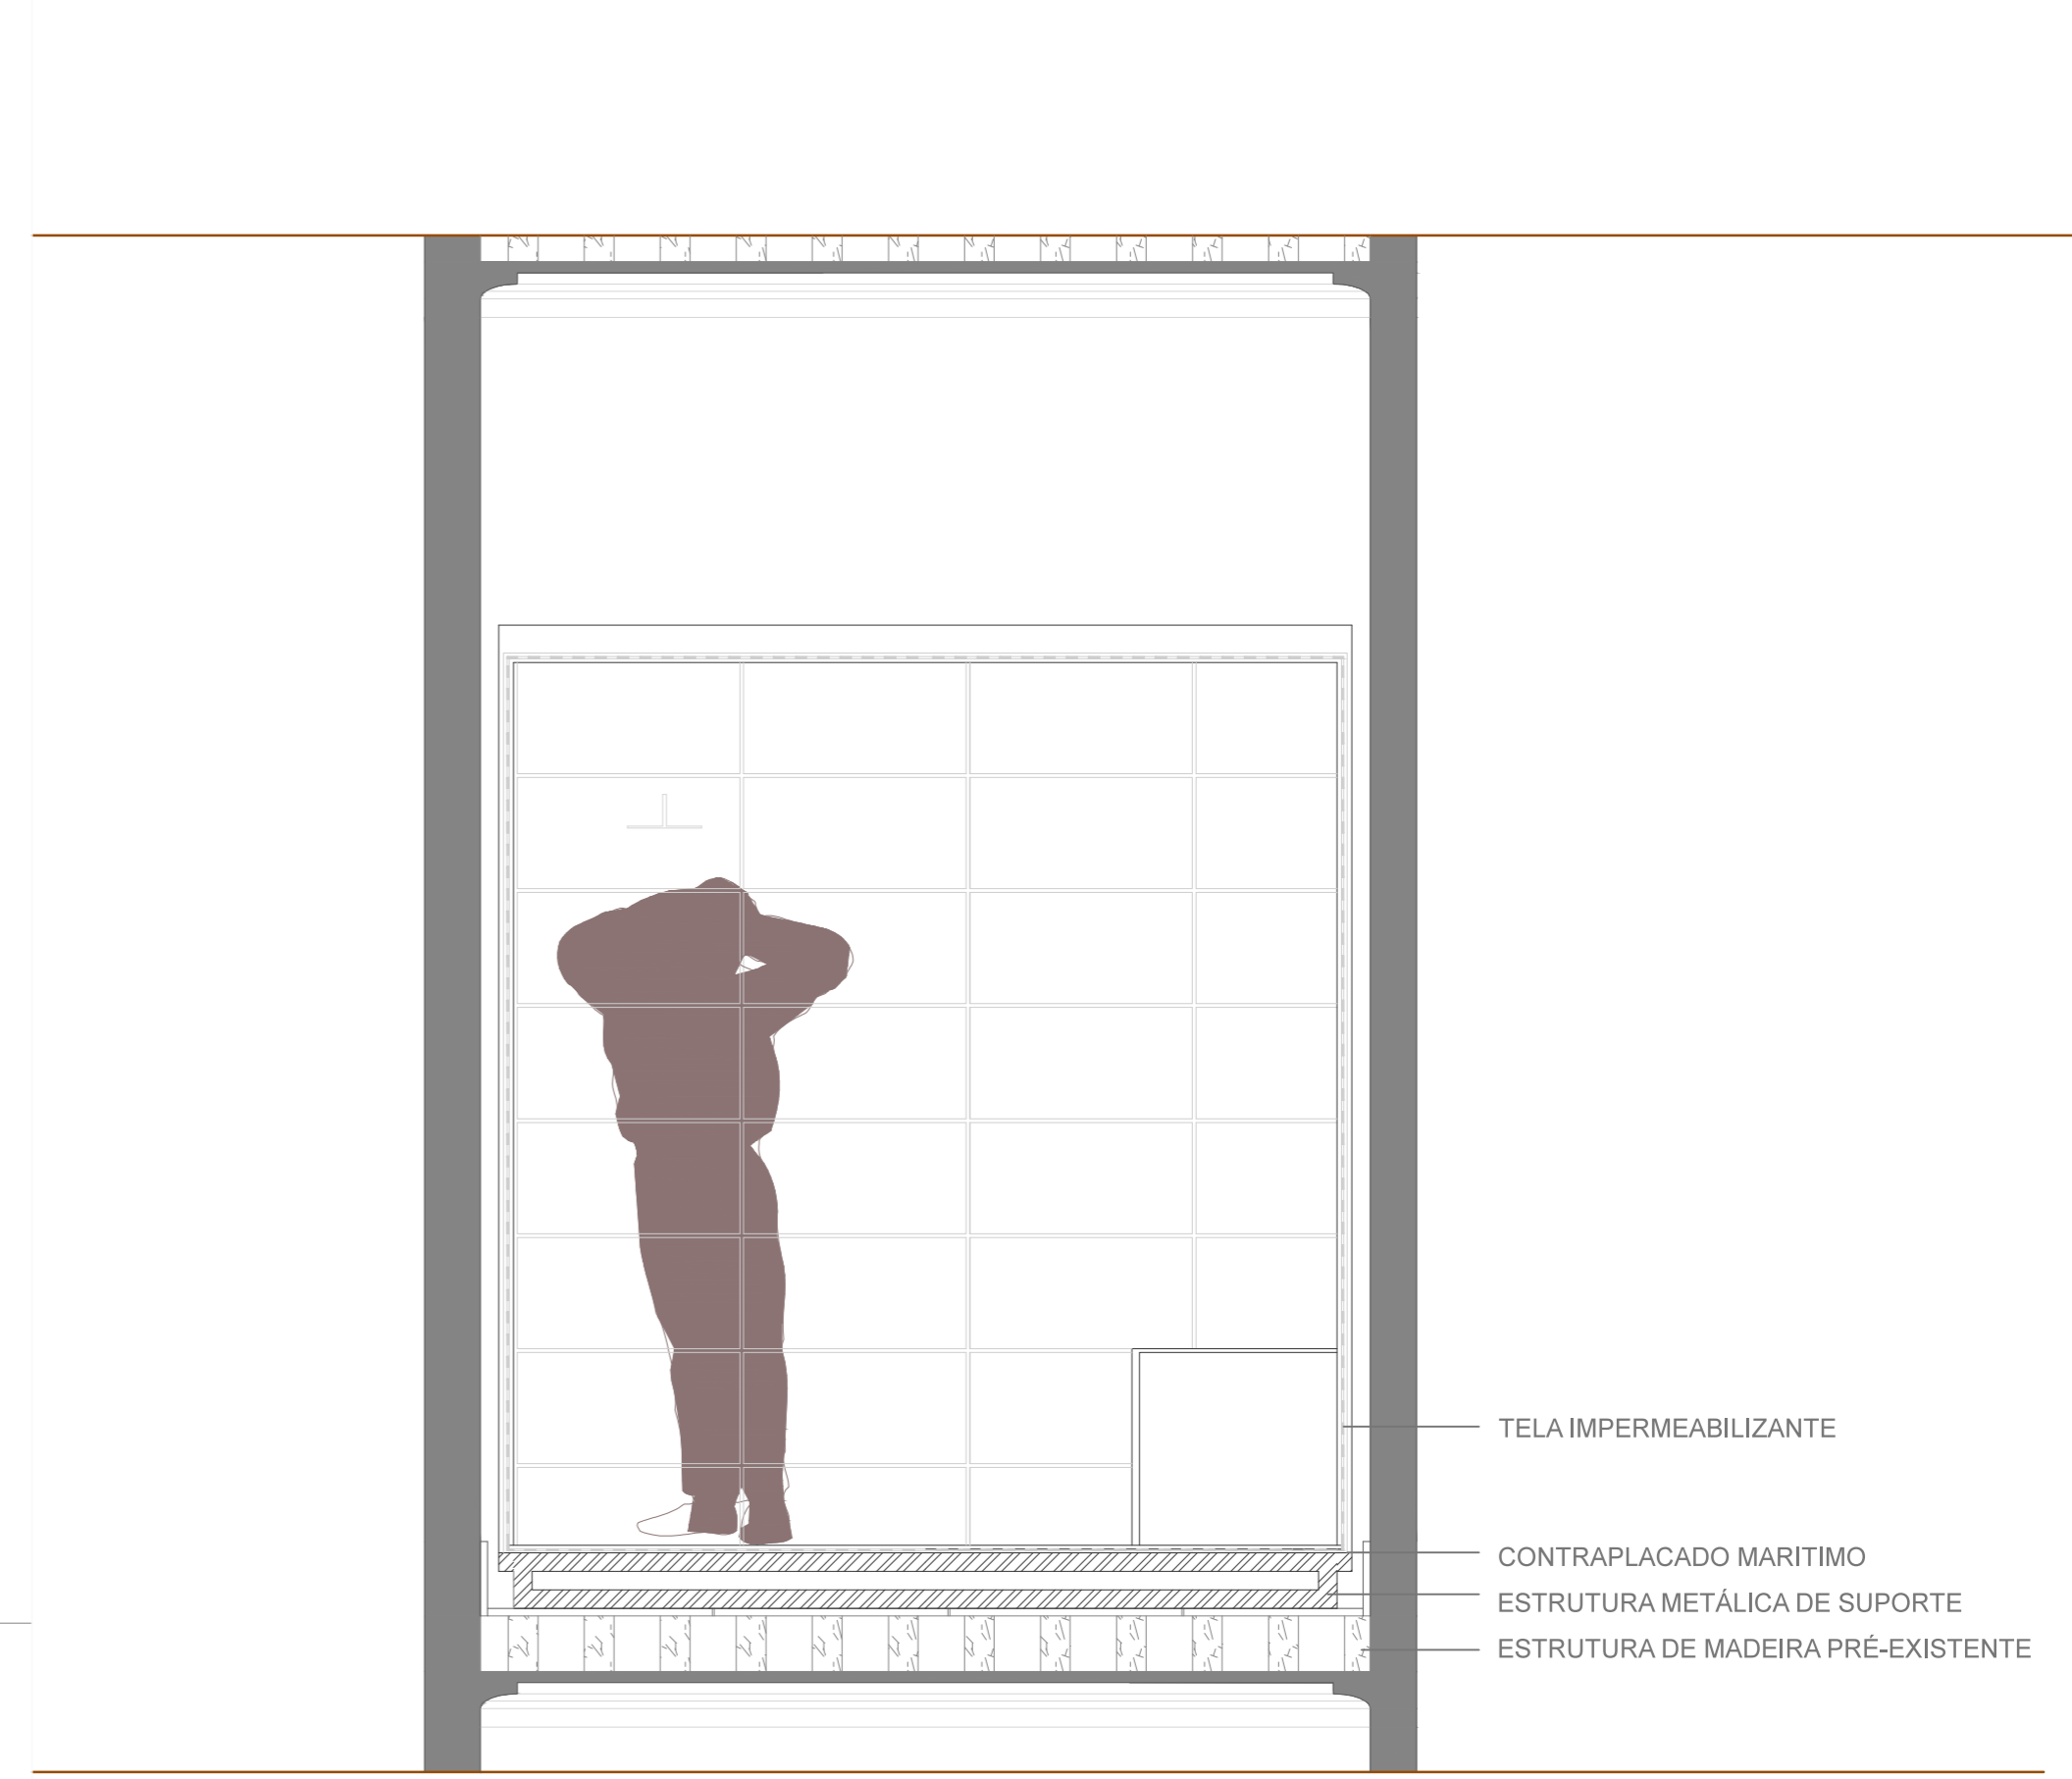 TELA IMPERMEABILIZANTE
CONTRAPLACADO MARITIMO
ESTRUTURA METÁLICA DE SUPORTE
ESTRUTURA DE MADEIRA PRÉ-EXISTENTE